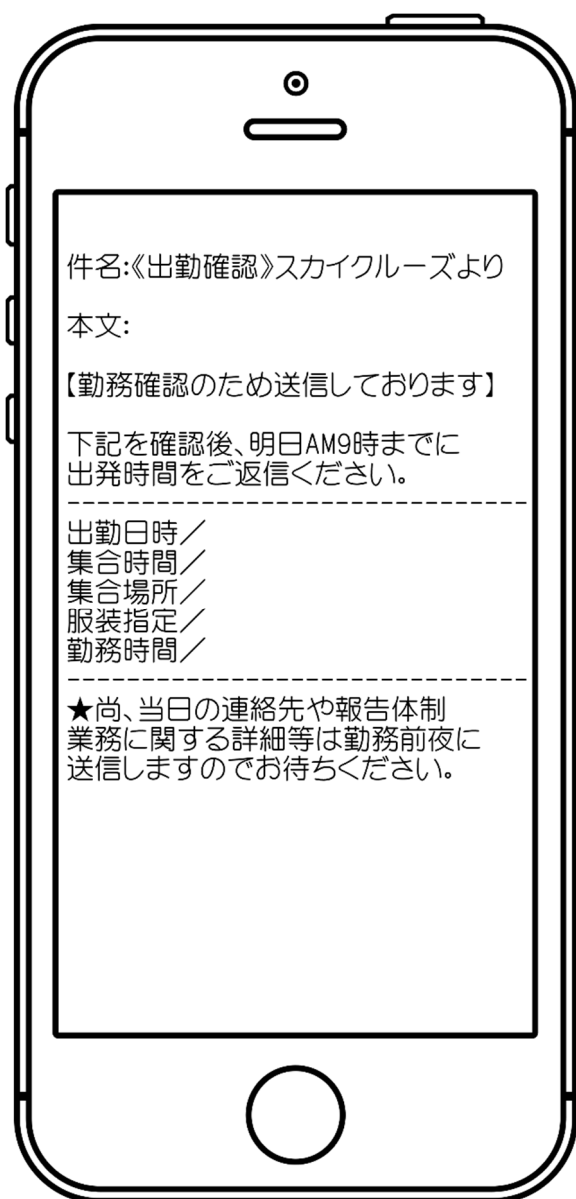 件名:《出勤確認》スカイクルーズより
本文:
【勤務確認のため送信しております】
下記を確認後、明日AM9時までに
出発時間をご返信ください。
--------------------------------
出勤日時／
集合時間／
集合場所／
服装指定／
勤務時間／
--------------------------------
★尚、当日の連絡先や報告体制
業務に関する詳細等は勤務前夜に
送信しますのでお待ちください。